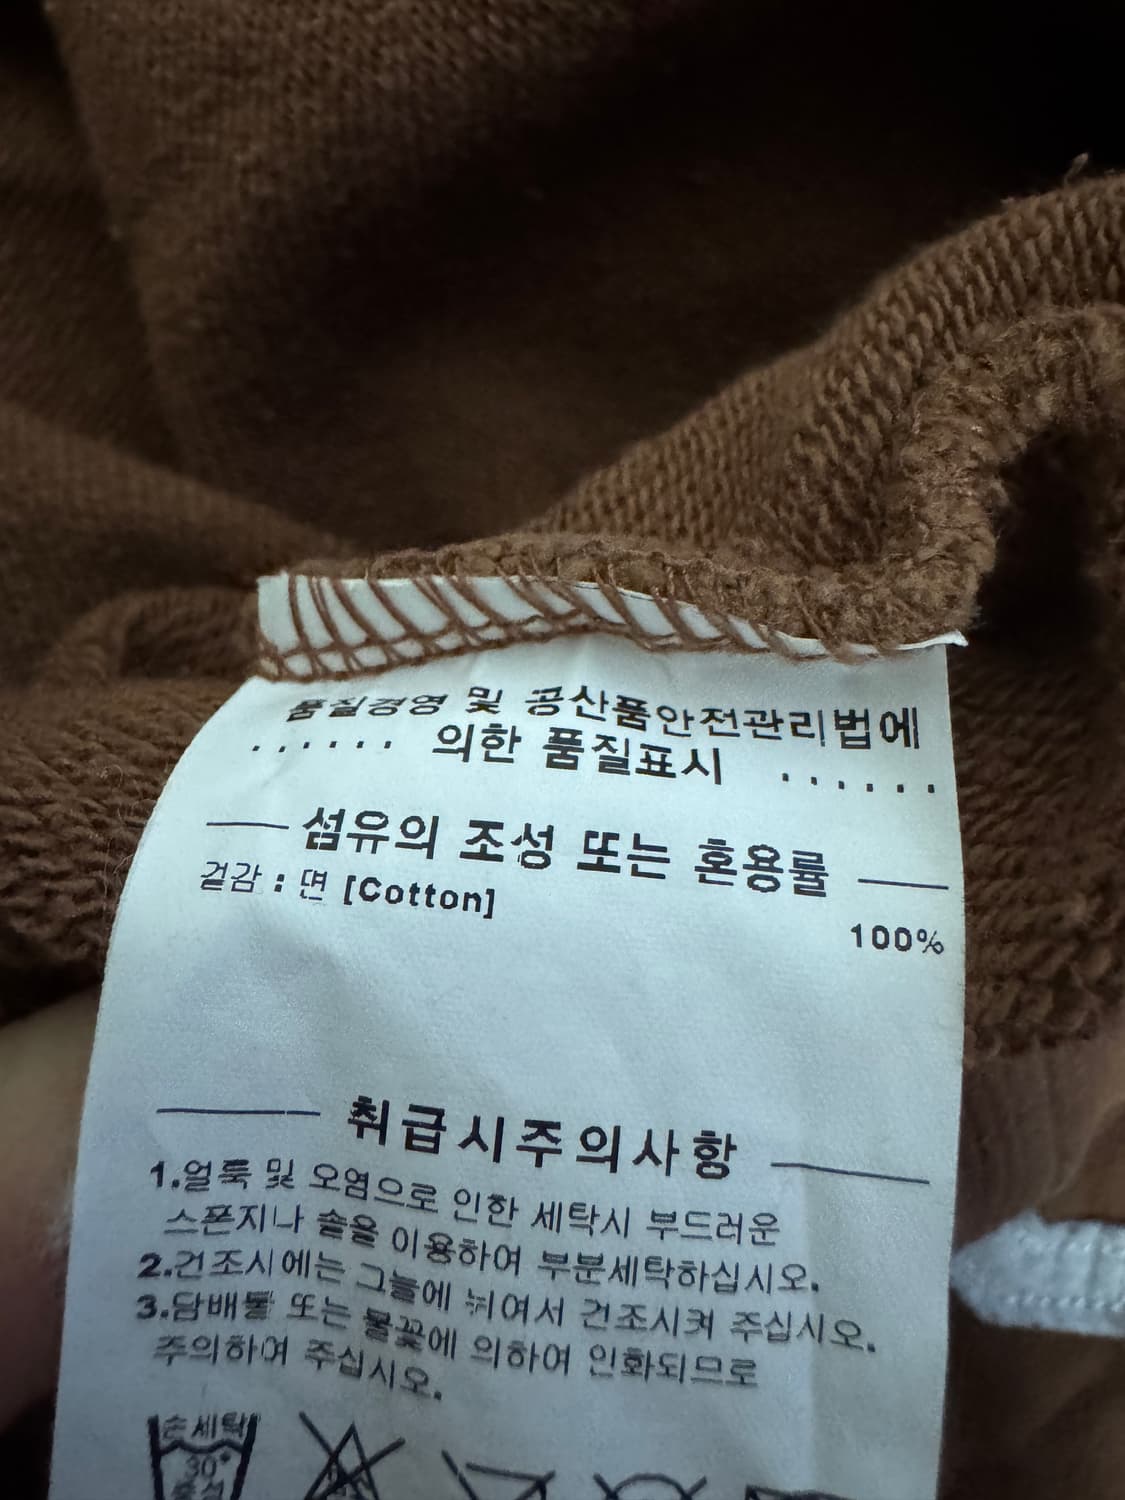 품질경영 및 공산품안전관리법에
...... 의한 품질표시 ......
섬유의 조성 또는 혼용률
겉감 : 면 [Cotton]
100%
취급시주의사항
1.얼룩 및 오염으로 인한 세탁시 부드러운
스폰지나 솔을 이용하여 부분세탁하십시오.
2.건조시에는 그늘에 뉘여서 건조시켜 주십시오.
3.담배불 또는 불꽃에 의하여 인화되므로
주의하여 주십시오.
손세탁
30°
중성